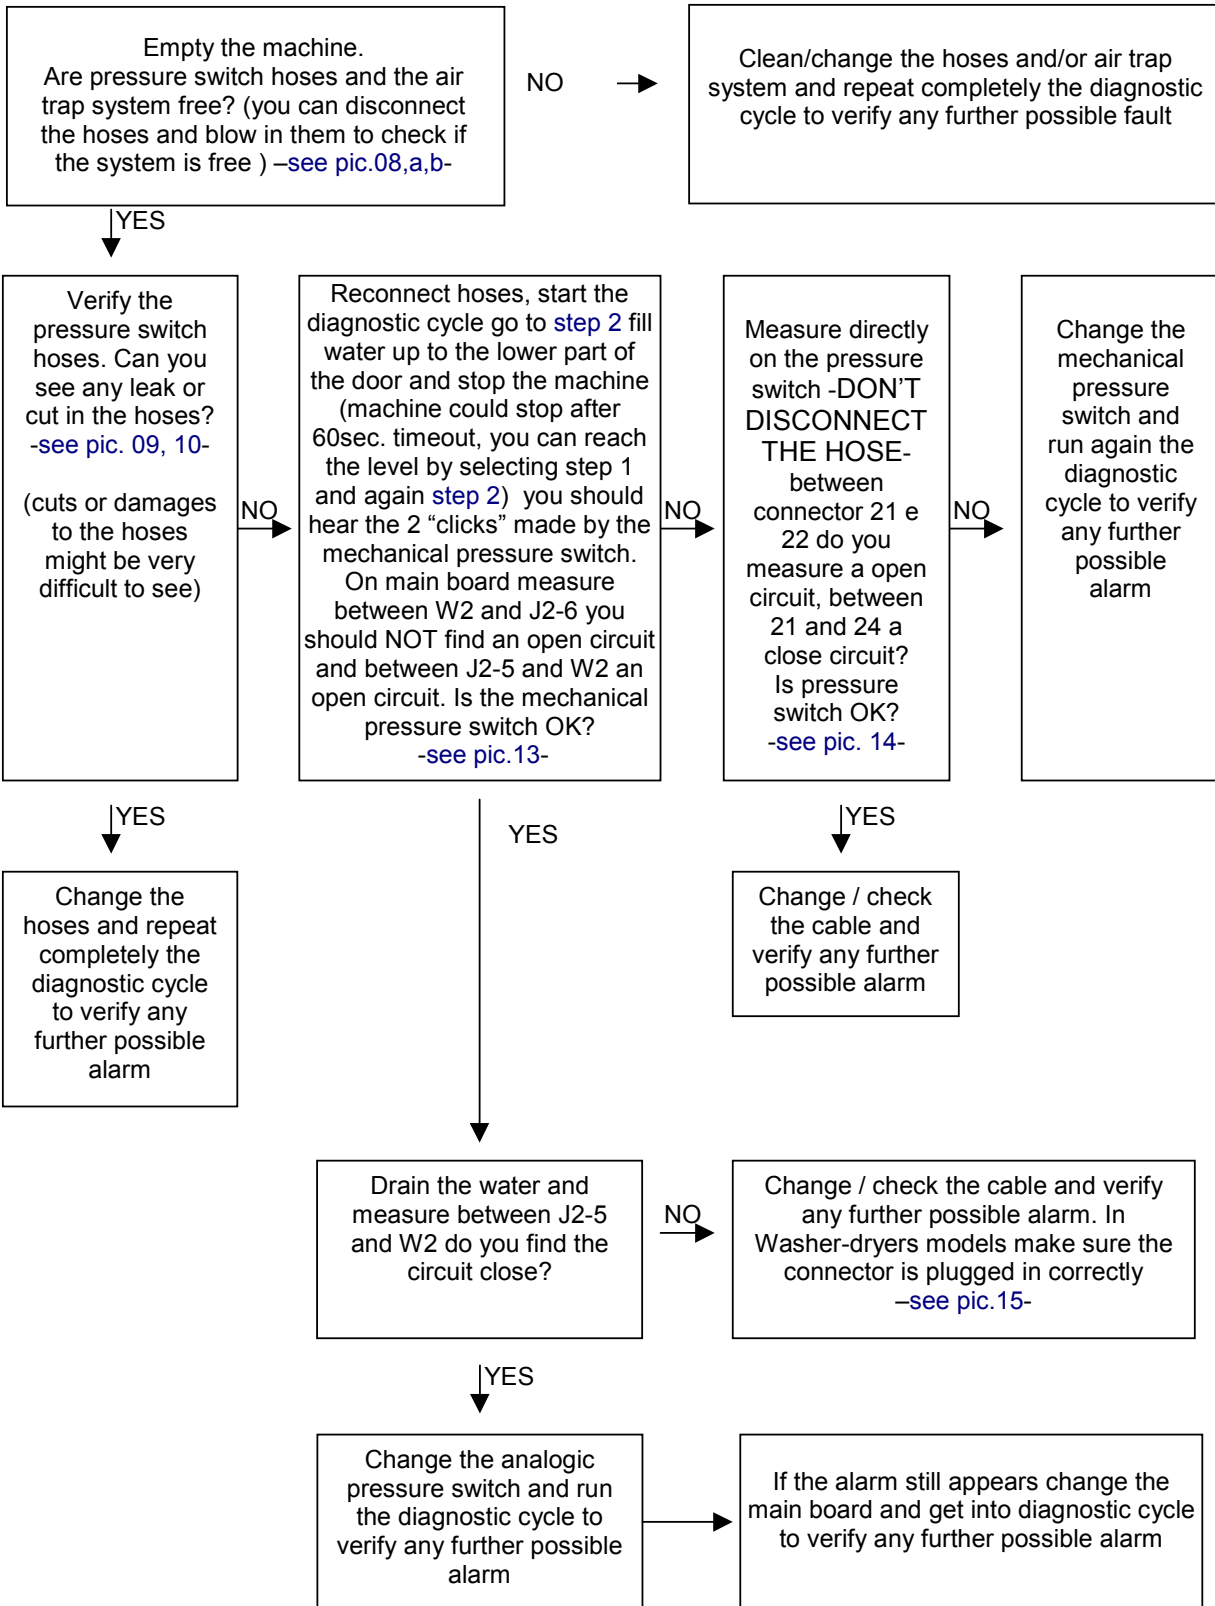 Empty the machine.
Are pressure switch hoses and the air
trap system free? (you can disconnect
the hoses and blow in them to check if
the system is free ) –see pic.08,a,b-
NO
Clean/change the hoses and/or air trap
system and repeat completely the diagnostic
cycle to verify any further possible fault
YES
Verify the
pressure switch
hoses. Can you
see any leak or
cut in the hoses?
-see pic. 09, 10-
(cuts or damages
to the hoses
might be very
difficult to see)
NO
Reconnect hoses, start the
diagnostic cycle go to step 2 fill
water up to the lower part of
the door and stop the machine
(machine could stop after
60sec. timeout, you can reach
the level by selecting step 1
and again step 2)  you should
hear the 2 “clicks” made by the
mechanical pressure switch.
On main board measure
between W2 and J2-6 you
should NOT find an open circuit
and between J2-5 and W2 an
open circuit. Is the mechanical
pressure switch OK?
-see pic.13-
NO
Measure directly
on the pressure
switch -DON’T
DISCONNECT
THE HOSE-
between
connector 21 e
22 do you
measure a open
circuit, between
21 and 24 a
close circuit?
Is pressure
switch OK?
-see pic. 14-
NO
Change the
mechanical
pressure
switch and
run again the
diagnostic
cycle to verify
any further
possible
alarm
YES
YES
YES
Change the
hoses and repeat
completely the
diagnostic cycle
to verify any
further possible
alarm
Change / check
the cable and
verify any further
possible alarm
Drain the water and
measure between J2-5
and W2 do you find the
circuit close?
NO
Change / check the cable and verify
any further possible alarm. In
Washer-dryers models make sure the
connector is plugged in correctly
–see pic.15-
YES
Change the analogic
pressure switch and run
the diagnostic cycle to
verify any further possible
alarm
If the alarm still appears change the
main board and get into diagnostic cycle
to verify any further possible alarm